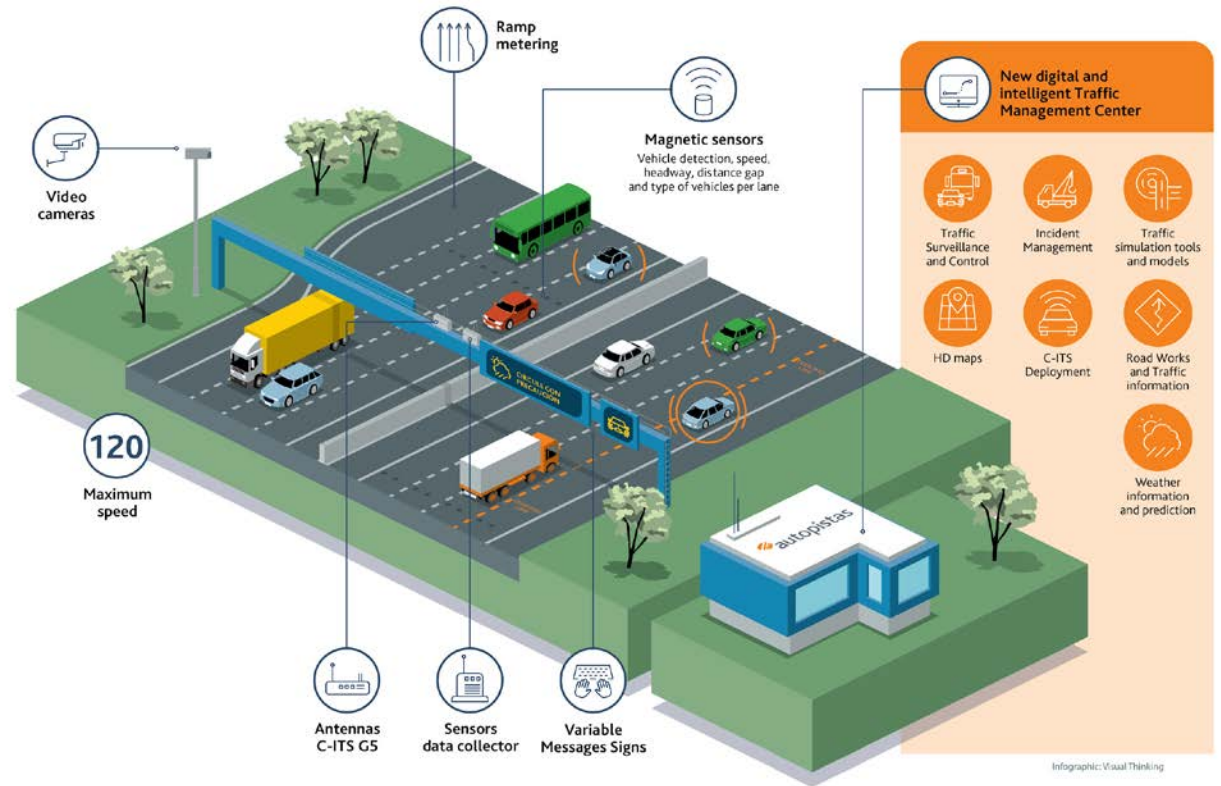 Ramp
metering
Video
cameras
Magnetic sensors
Vehicle detection, speed,
headway, distance gap
and type of vehicles per lane
New digital and
intelligent Traffic
Management Center
Traffic
Surveillance
and Control
Incident
Management
Traffic
simulation tools
and models
HD maps
C-ITS
Deployment
Road Works
and Traffic
information
Weather
information
and prediction
CIRCULA CON
PRECAUCIÓN
120
Maximum
speed
autopistas
Antennas
C-ITS G5
Sensors
data collector
Variable
Messages Signs
Infographic: Visual Thinking